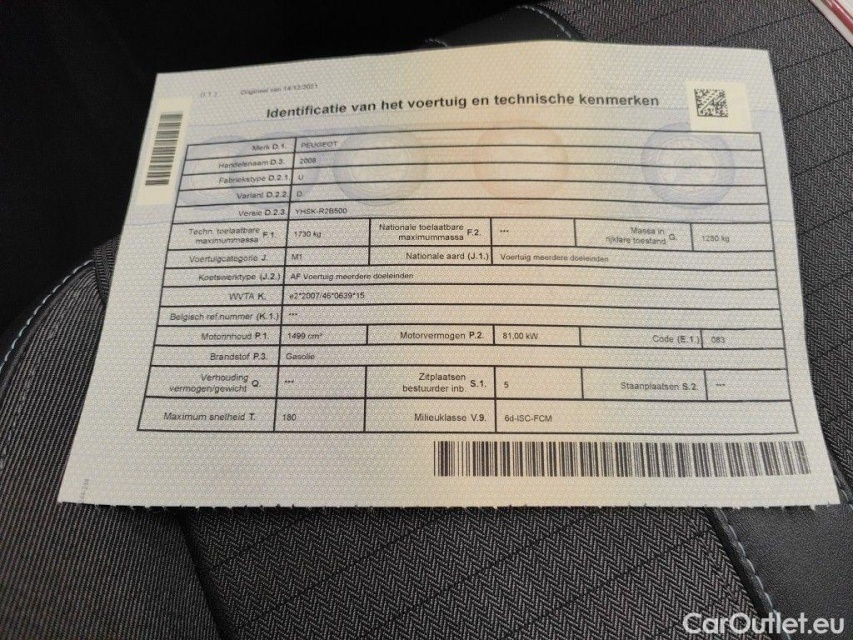 Origineel van 14/12/2021
Identificatie van het voertuig en technische kenmerken
Merk D.1. PEUGEOT
Handelsnaam D.3. 2008
Fabriekstype D.2.1. U
Variant D.2.2. D
Versie D.2.3. YHSK-R2B500
Techn. toelaatbare maximummassa F.1. 1730 kg Nationale toelaatbare maximummassa F.2. *** Massa in rijklare toestand G. 1280 kg
Voertuigcategorie J. M1 Nationale aard (J.1.) Voertuig meerdere doeleinden
Koetswerktype (J.2.) AF Voertuig meerdere doeleinden
WVTA K. e2*2007/46*0639*15
Belgisch ref.nummer (K.1.) ***
Motorinhoud P.1. 1499 cm³ Motorvermogen P.2. 81,00 kW Code (E.1.) 083
Brandstof P.3. Gasolie
Verhouding vermogen/gewicht Q. *** Zitplaatsen bestuurder inb. S.1. 5 Staanplaatsen S.2. ***
Maximum snelheid T. 180 Milieuklasse V.9. 6d-ISC-FCM
CarOutlet.eu